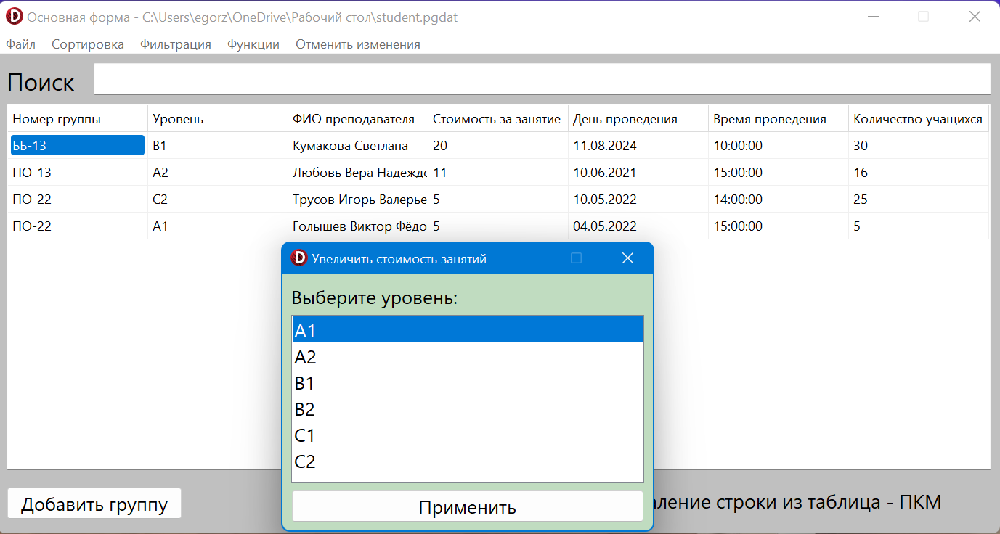 Основная форма - C:\Users\egorz\OneDrive\Рабочий стол\student.pgdat
Файл Сортировка Фильтрация Функции Отменить изменения
Поиск
Номер группы Уровень ФИО преподавателя Стоимость за занятие День проведения Время проведения Количество учащихся
ББ-13 B1 Кумакова Светлана 20 11.08.2024 10:00:00 30
ПО-13 A2 Любовь Вера 11 10.06.2021 15:00:00 16
ПО-22 C2 Трусов Игорь Валерье 5 10.05.2022 14:00:00 25
ПО-22 A1 Голышев Виктор Фёдо 5 04.05.2022 15:00:00 5
Увеличить стоимость занятий
Выберите уровень:
A1
A2
B1
B2
C1
C2
Применить
Добавить группу
строки из таблица - ПКМ